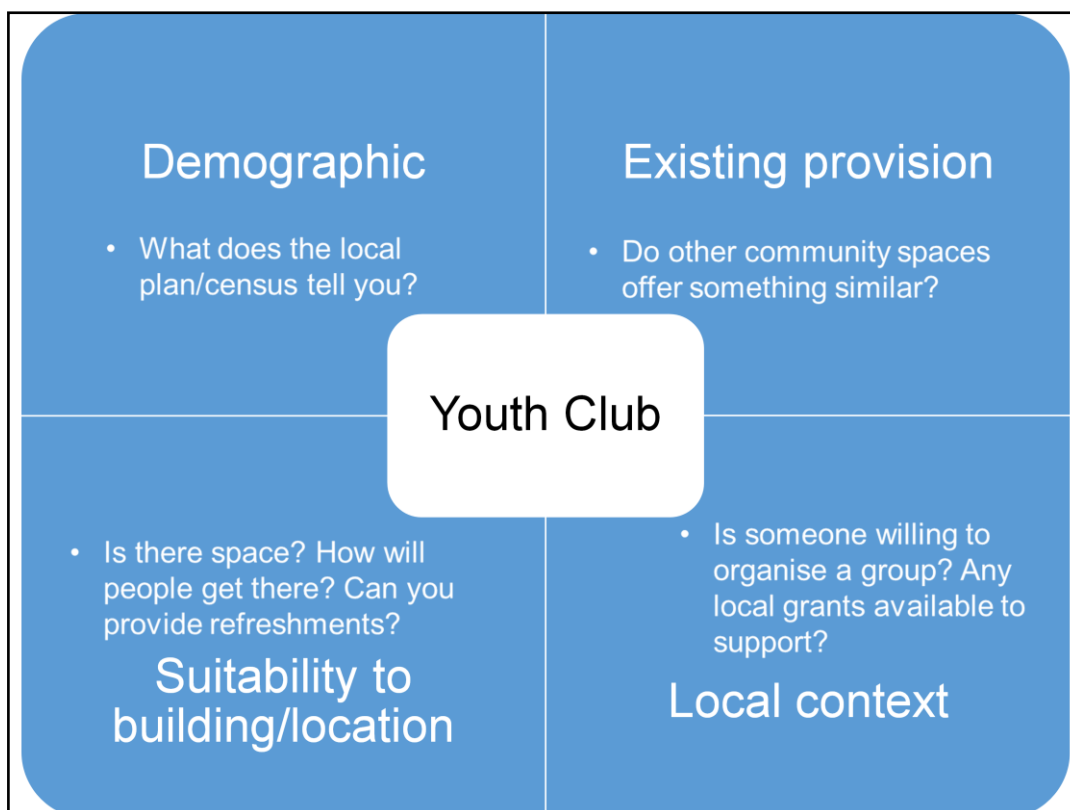 Demographic
• What does the local
plan/census tell you?
Existing provision
• Do other community spaces
offer something similar?
Youth Club
• Is there space? How will
people get there? Can you
provide refreshments?
Suitability to
building/location
• Is someone willing to
organise a group? Any
local grants available to
support?
Local context